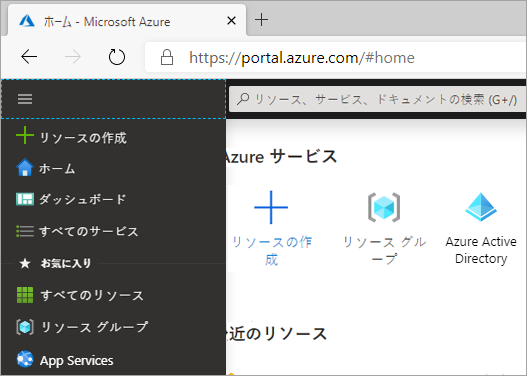 ホーム - Microsoft Azure
https://portal.azure.com/#home
リソース、サービス、ドキュメントの検索 (G+/)
リソースの作成
ホーム
ダッシュボード
すべてのサービス
お気に入り
すべてのリソース
リソース グループ
App Services
Azure サービス
リソースの作
成
リソース グルー
プ
Azure Active
Directory
近のリソース